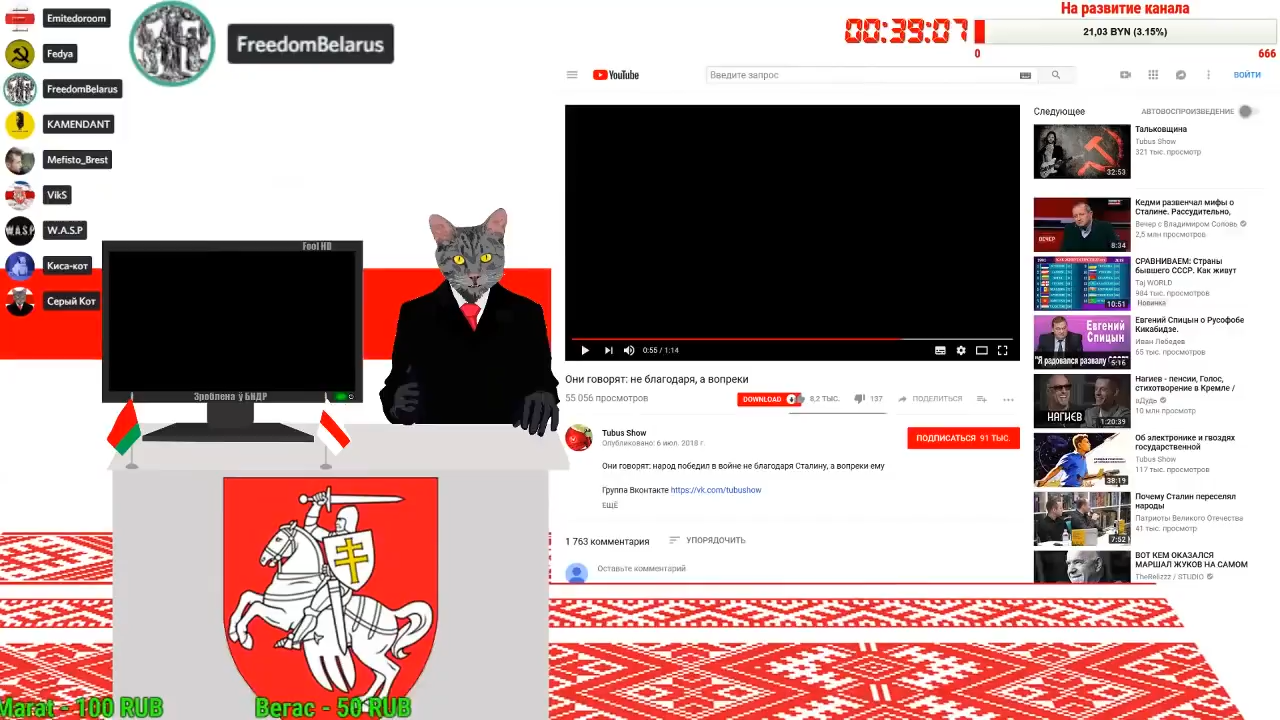 Emitedoroom
Fedya
FreedomBelarus
KAMENDANT
Mefisto_Brest
VikS
W.A.S.P
Киса-кот
Серый Кот
FreedomBelarus
00:39:07
На развитие канала
21,03 BYN (3.15%)
0
666
YouTube
Введите запрос
ВОЙТИ
Fool HD
Зроблена ў БНДР
0:55 / 1:14
Они говорят: не благодаря, а вопреки
55 056 просмотров
DOWNLOAD
8,2 ТЫС.
137
ПОДЕЛИТЬСЯ
Tubus Show
Опубликовано: 6 июл. 2018 г.
ПОДПИСАТЬСЯ 91 ТЫС.
Они говорят: народ победил в войне не благодаря Сталину, а вопреки ему
Группа Вконтакте https://vk.com/tubushow
ЕЩЁ
1 763 комментария
УПОРЯДОЧИТЬ
Оставьте комментарий
Следующее
АВТОВОСПРОИЗВЕДЕНИЕ
Тальковщина
Tubus Show
321 тыс. просмотр
32:53
Кедми развенчал мифы о
Сталине. Рассудительно,
Вечер с Владимиром Соловь
2,5 млн просмотров
ВЕЧЕР
8:34
СРАВНИВАЕМ: Страны
бывшего СССР. Как живут
Taj WORLD
984 тыс. просмотров
Новинка
10:51
Евгений Спицын о Русофобе
Кикабидзе.
Иван Лебедев
65 тыс. просмотров
Евгений
Спицын
5:16
Нагиев - пенсии, Голос,
стихотворение в Кремле /
вДудь
10 млн просмотров
НАГИЕВ
1:20:39
Об электронике и гвоздях
государственной
Tubus Show
117 тыс. просмотров
38:19
Почему Сталин переселял
народы
Патриоты Великого Отечества
41 тыс. просмотр
7:52
ВОТ КЕМ ОКАЗАЛСЯ
МАРШАЛ ЖУКОВ НА САМОМ
TheRelizzz / STUDIO
Marat - 100 RUB
Berac - 50 RUB